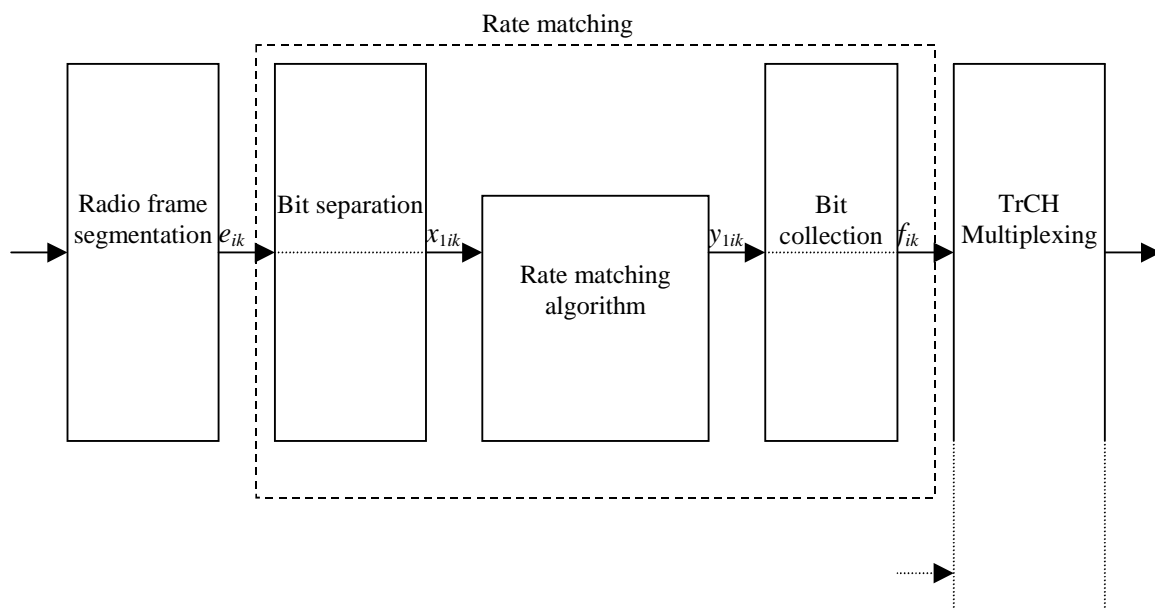 Rate matching
Radio frame
segmentation
e_ik
Bit separation
x_1ik
Rate matching
algorithm
y_1ik
Bit
collection
f_ik
TrCH
Multiplexing